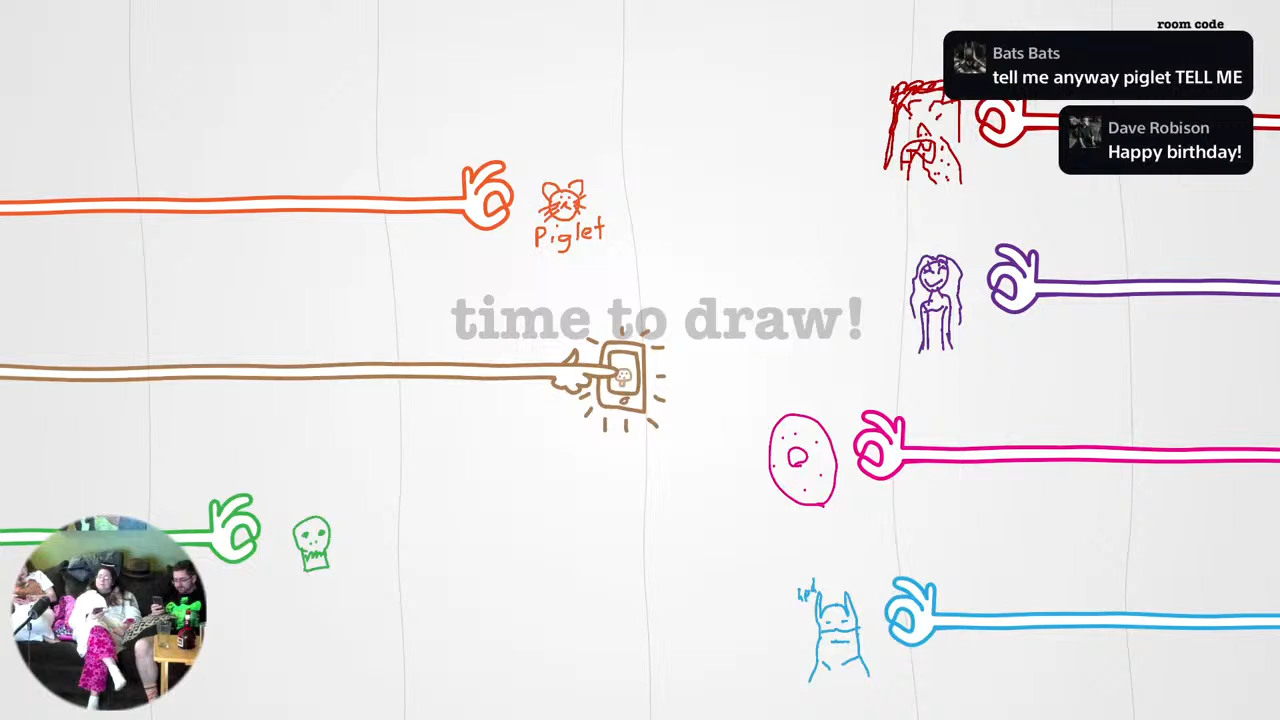 room code
Bats Bats
tell me anyway piglet TELL ME
Dave Robison
Happy birthday!
Piglet
time to draw!